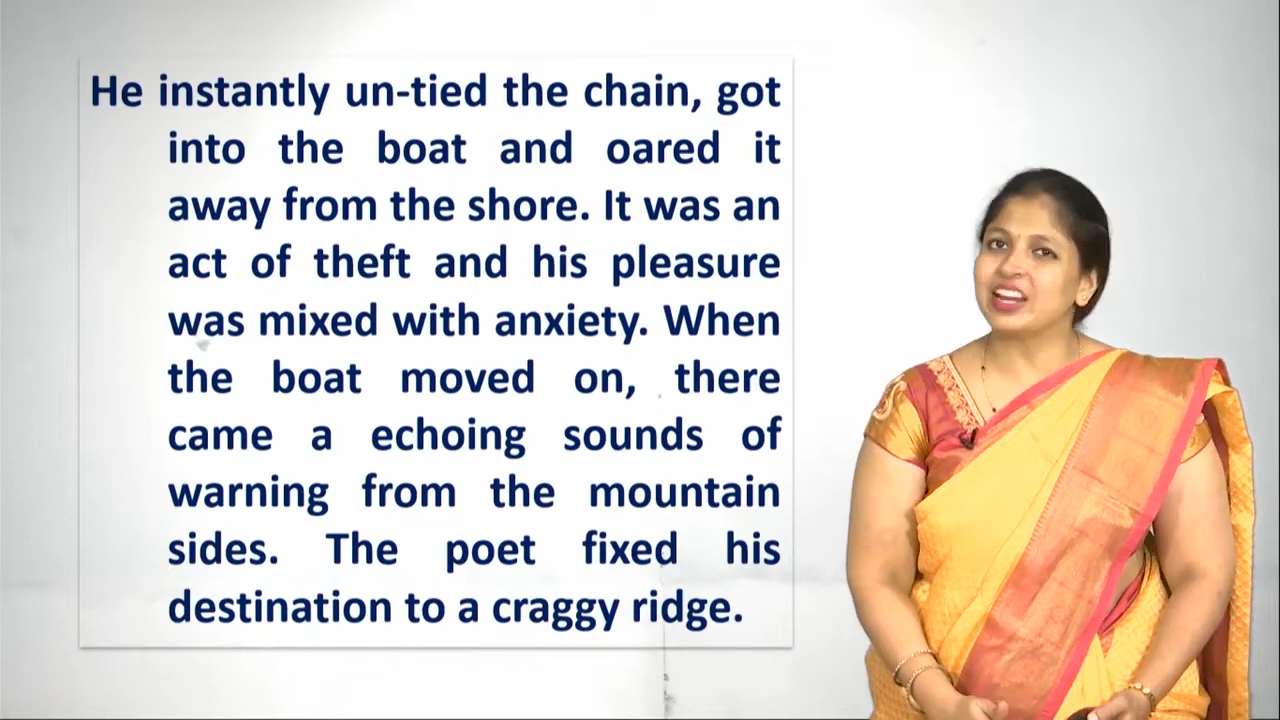 He instantly un-tied the chain, got
into the boat and oared it
away from the shore. It was an
act of theft and his pleasure
was mixed with anxiety. When
the boat moved on, there
came a echoing sounds of
warning from the mountain
sides. The poet fixed his
destination to a craggy ridge.